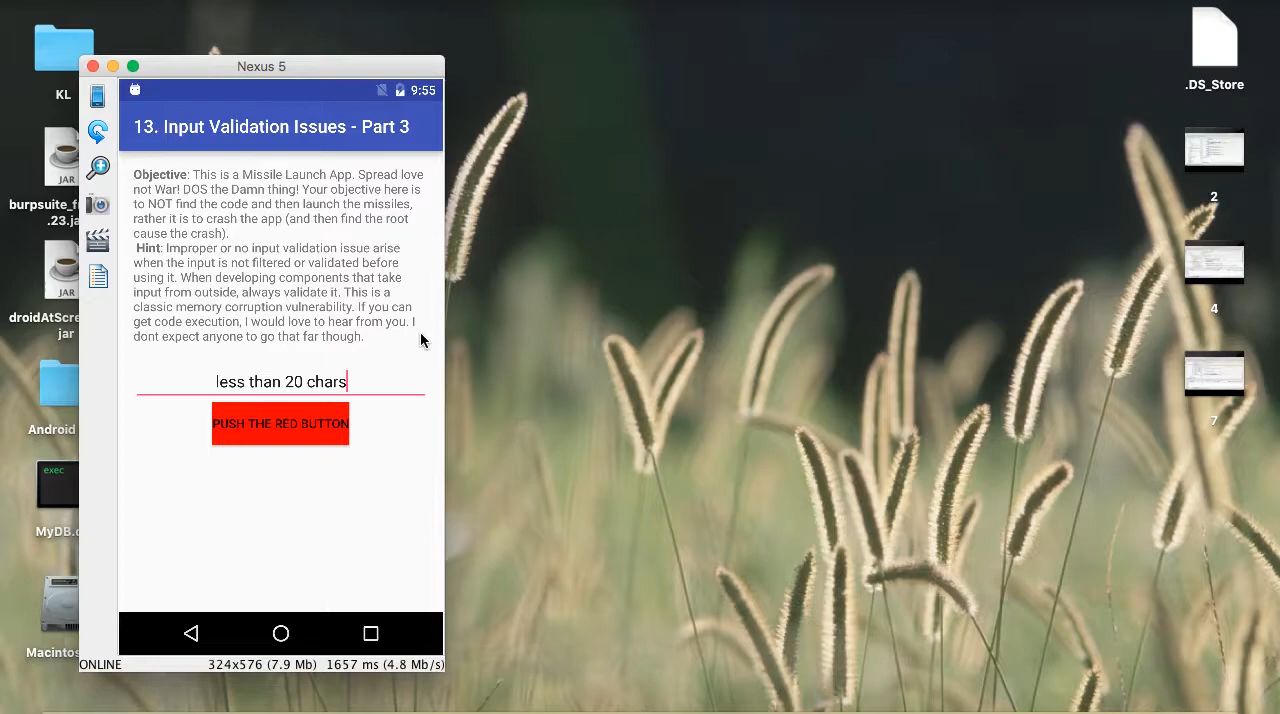 Nexus 5
9:55
13. Input Validation Issues - Part 3
Objective: This is a Missile Launch App. Spread love
not War! DOS the Damn thing! Your objective here is
to NOT find the code and then launch the missiles,
rather it is to crash the app (and then find the root
cause the crash).
Hint: Improper or no input validation issue arise
when the input is not filtered or validated before
using it. When developing components that take
input from outside, always validate it. This is a
classic memory corruption vulnerability. If you can
get code execution, I would love to hear from you. I
dont expect anyone to go that far though.
less than 20 chars
PUSH THE RED BUTTON
ONLINE 324x576 (7.9 Mb) 1657 ms (4.8 Mb/s)
KL
JAR
burpsuite_fr
.23.ja
JAR
droidAtScre
jar
Android
exec
MyDB.
Macintos
.DS_Store
2
4
7